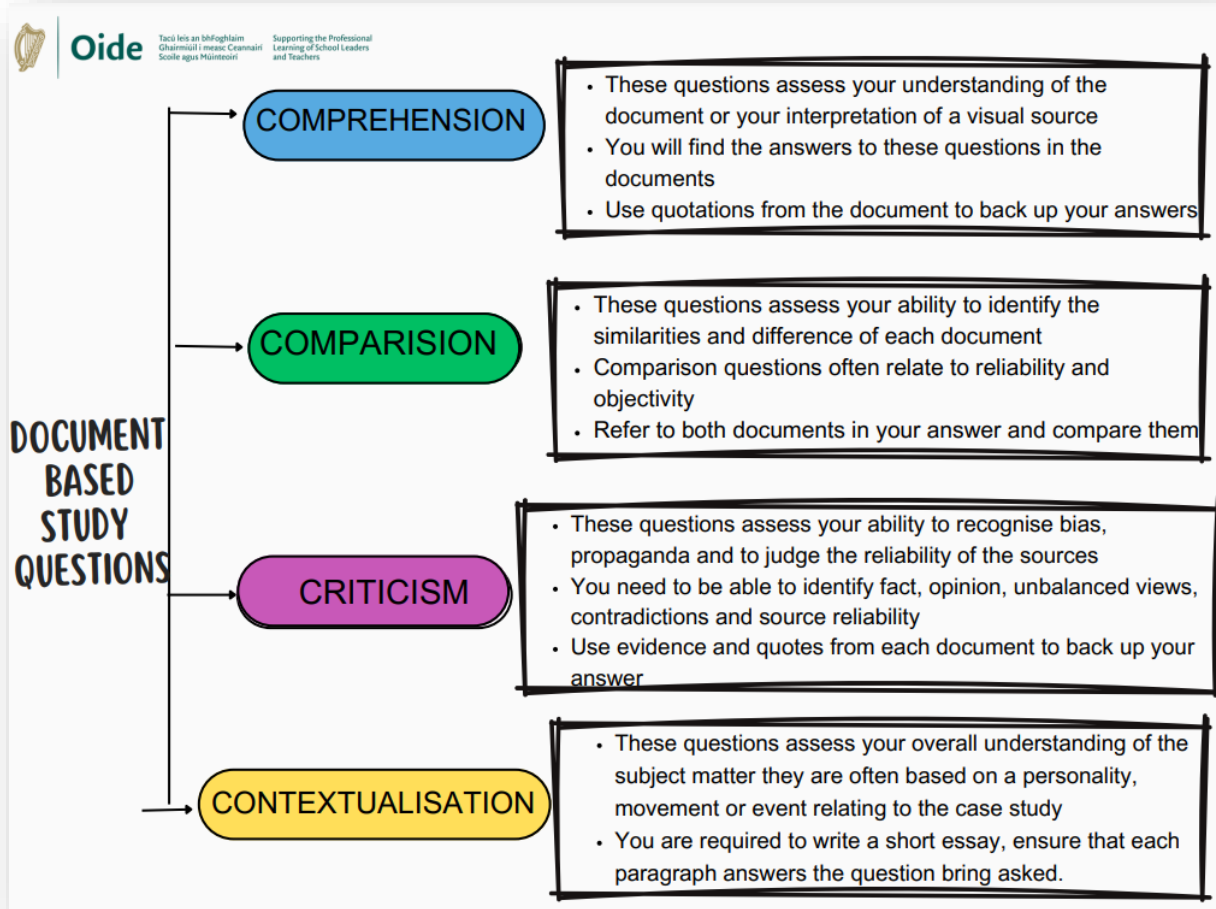 Oide
Tacú leis an bhFoghlaim
Ghairmiúil i measc Ceannairí
Scoile agus Múinteoirí
Supporting the Professional
Learning of School Leaders
and Teachers
DOCUMENT
BASED
STUDY
QUESTIONS
COMPREHENSION
• These questions assess your understanding of the
document or your interpretation of a visual source
• You will find the answers to these questions in the
documents
• Use quotations from the document to back up your answers
COMPARISION
• These questions assess your ability to identify the
similarities and difference of each document
• Comparison questions often relate to reliability and
objectivity
• Refer to both documents in your answer and compare them
CRITICISM
• These questions assess your ability to recognise bias,
propaganda and to judge the reliability of the sources
• You need to be able to identify fact, opinion, unbalanced views,
contradictions and source reliability
• Use evidence and quotes from each document to back up your
answer
CONTEXTUALISATION
• These questions assess your overall understanding of the
subject matter they are often based on a personality,
movement or event relating to the case study
• You are required to write a short essay, ensure that each
paragraph answers the question bring asked.